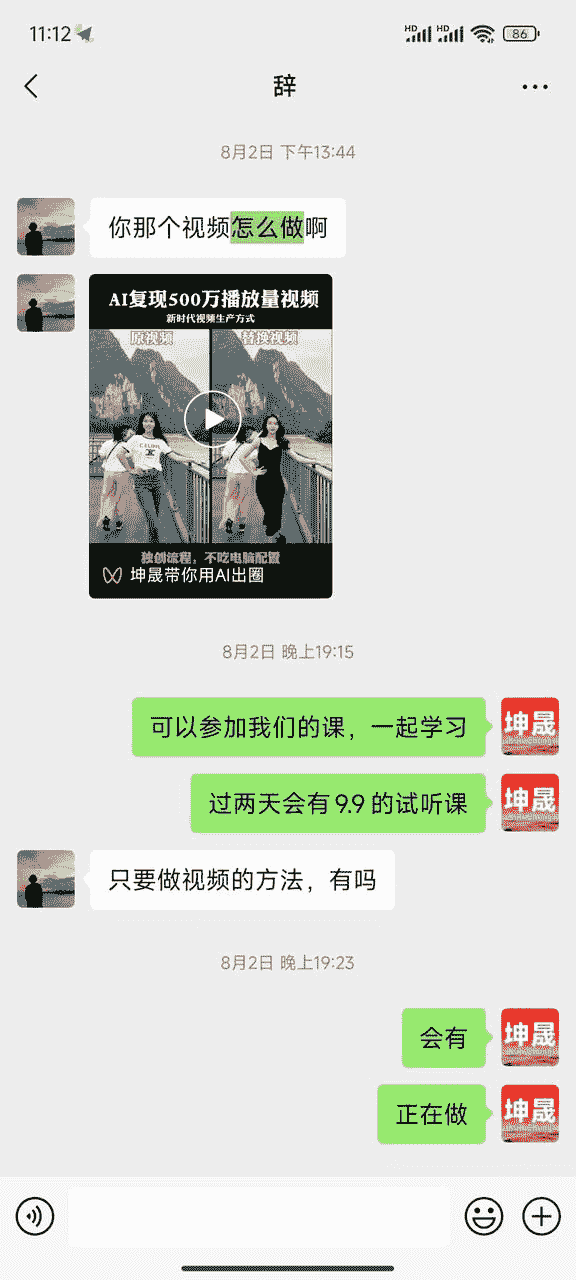 11:12
HD HD 86
辞
8月2日 下午13:44
你那个视频怎么做啊
AI复现500万播放量视频
新时代视频生产方式
原视频 替换视频
CELINE
独创流程，不吃电脑配置
坤晟带你用AI出圈
8月2日 晚上19:15
可以参加我们的课，一起学习
坤晟
过两天会有9.9的试听课
坤晟
只要做视频的方法，有吗
8月2日 晚上19:23
会有
坤晟
正在做
坤晟